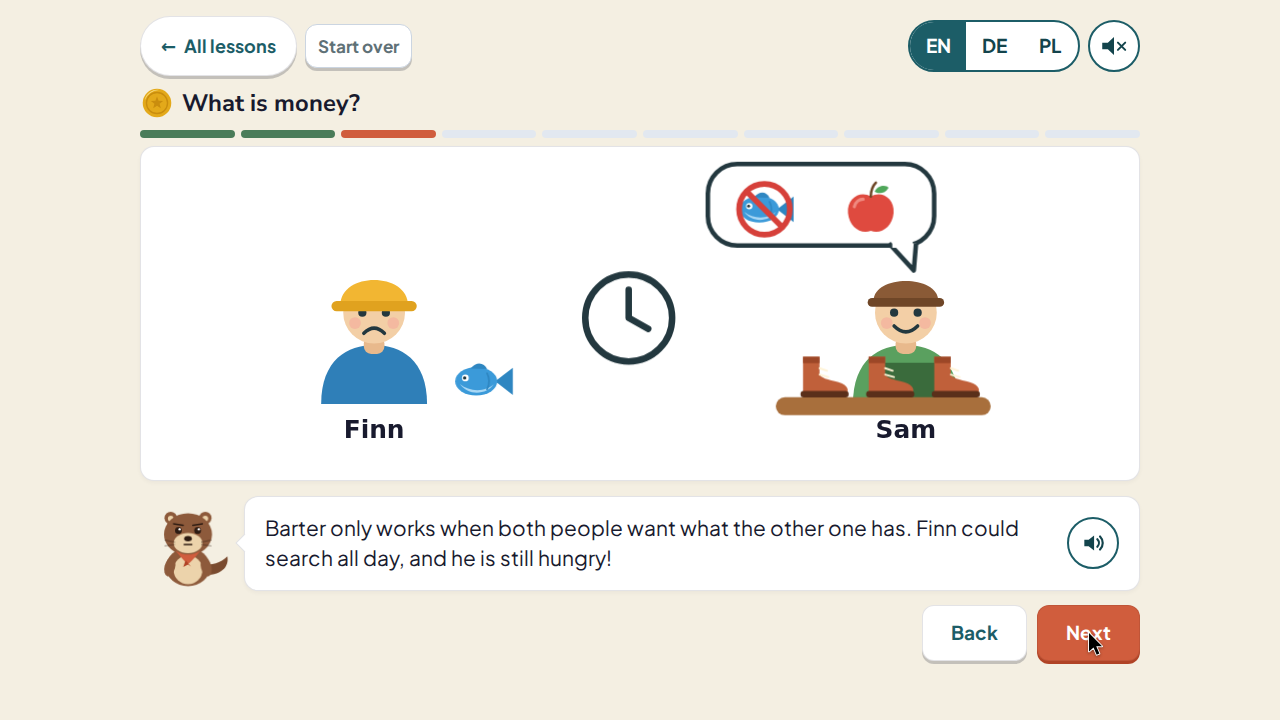 ← All lessons
Start over
EN DE PL
What is money?
Finn
Sam
Barter only works when both people want what the other one has. Finn could
search all day, and he is still hungry!
Back
Next